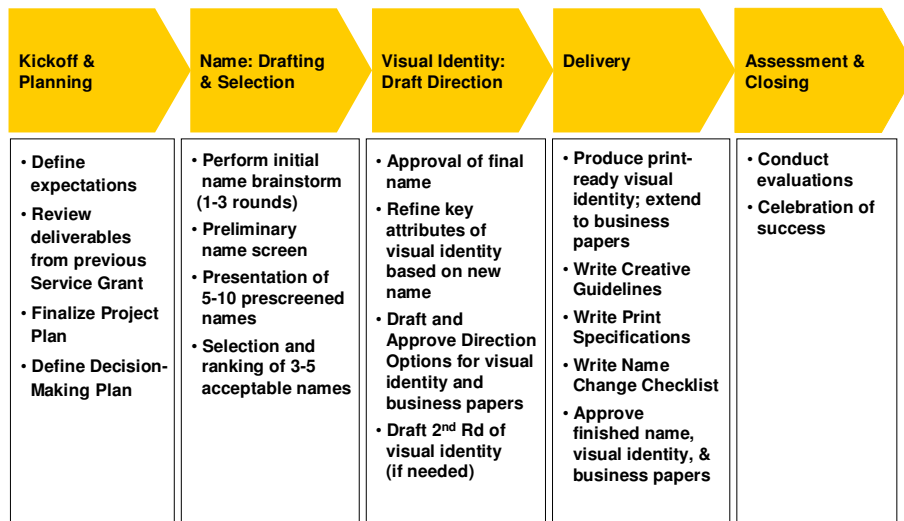 Kickoff &
Planning
Name: Drafting
& Selection
Visual Identity:
Draft Direction
Delivery
Assessment &
Closing
• Define
expectations
• Review
deliverables
from previous
Service Grant
• Finalize Project
Plan
• Define Decision-
Making Plan
• Perform initial
name brainstorm
(1-3 rounds)
• Preliminary
name screen
• Presentation of
5-10 prescreened
names
• Selection and
ranking of 3-5
acceptable names
• Approval of final
name
• Refine key
attributes of
visual identity
based on new
name
• Draft and
Approve Direction
Options for visual
identity and
business papers
• Draft 2nd Rd of
visual identity
(if needed)
• Produce print-
ready visual
identity; extend
to business
papers
• Write Creative
Guidelines
• Write Print
Specifications
• Write Name
Change Checklist
• Approve
finished name,
visual identity, &
business papers
• Conduct
evaluations
• Celebration of
success